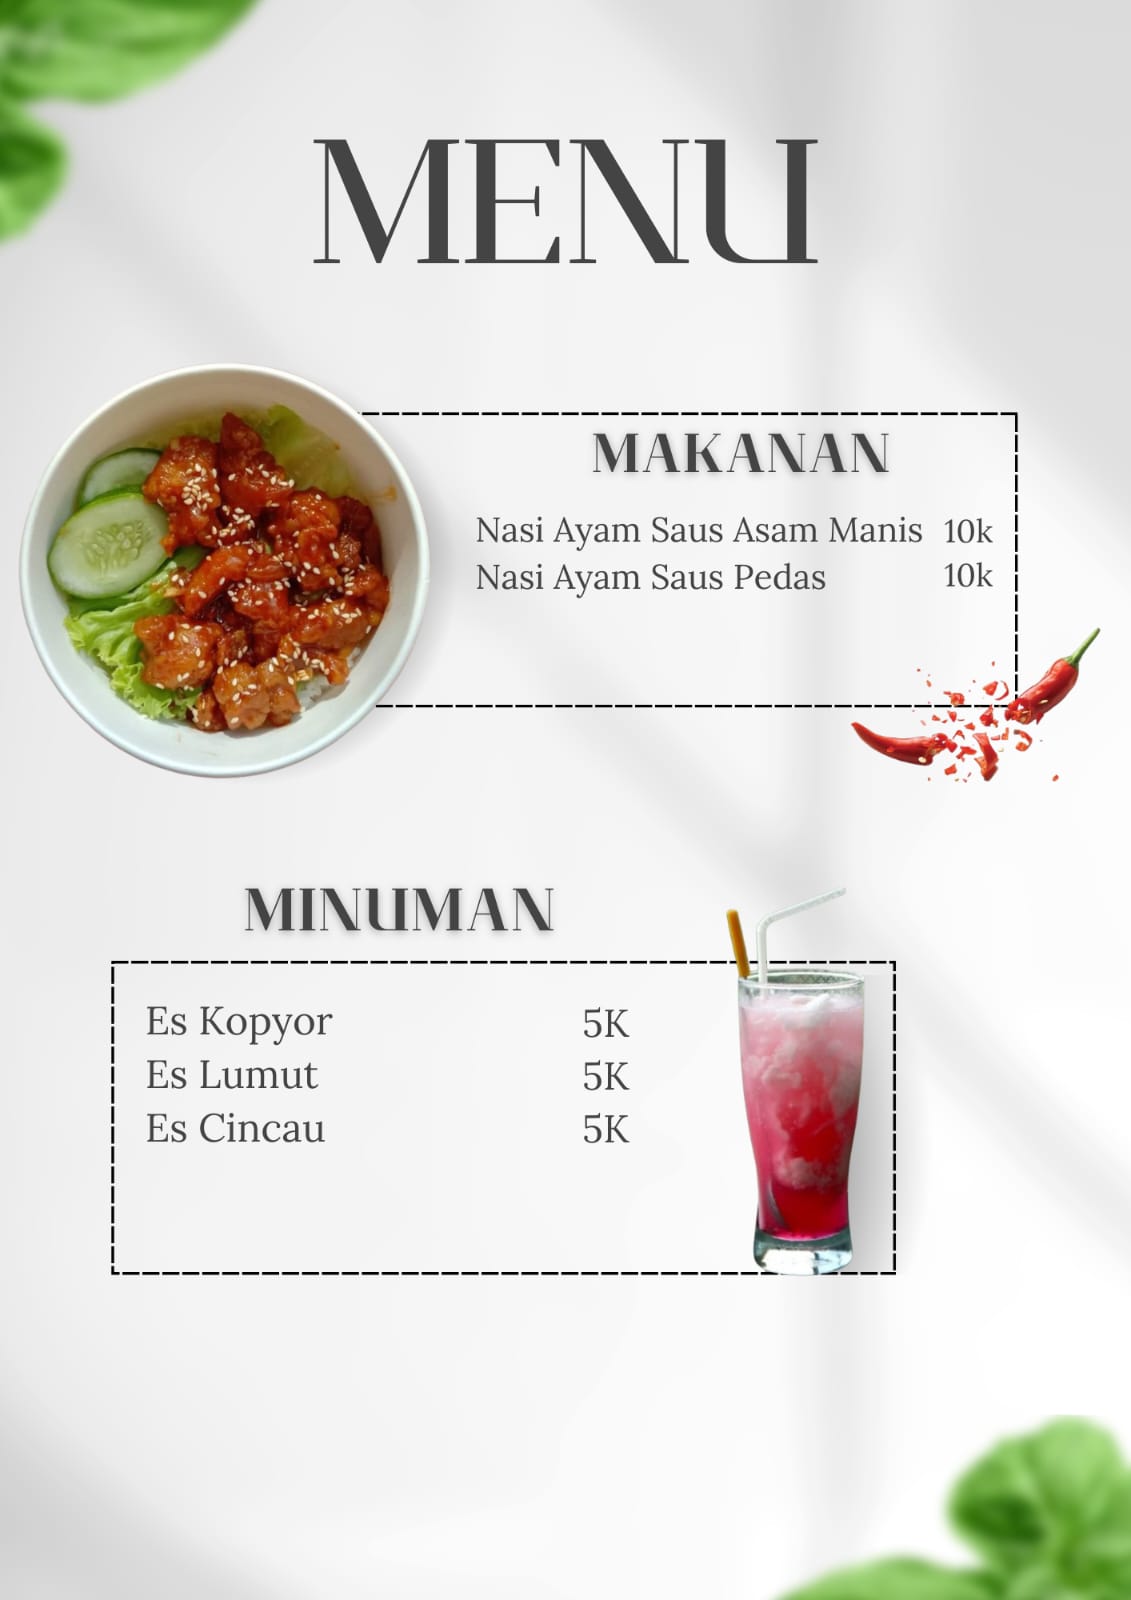 MENU
MAKANAN
Nasi Ayam Saus Asam Manis 10k
Nasi Ayam Saus Pedas 10k
MINUMAN
Es Kopyor 5K
Es Lumut 5K
Es Cincau 5K